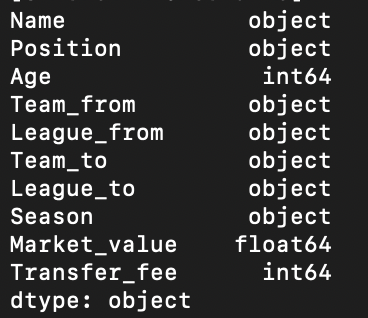 Name object
Position object
Age int64
Team_from object
League_from object
Team_to object
League_to object
Season object
Market_value float64
Transfer_fee int64
dtype: object